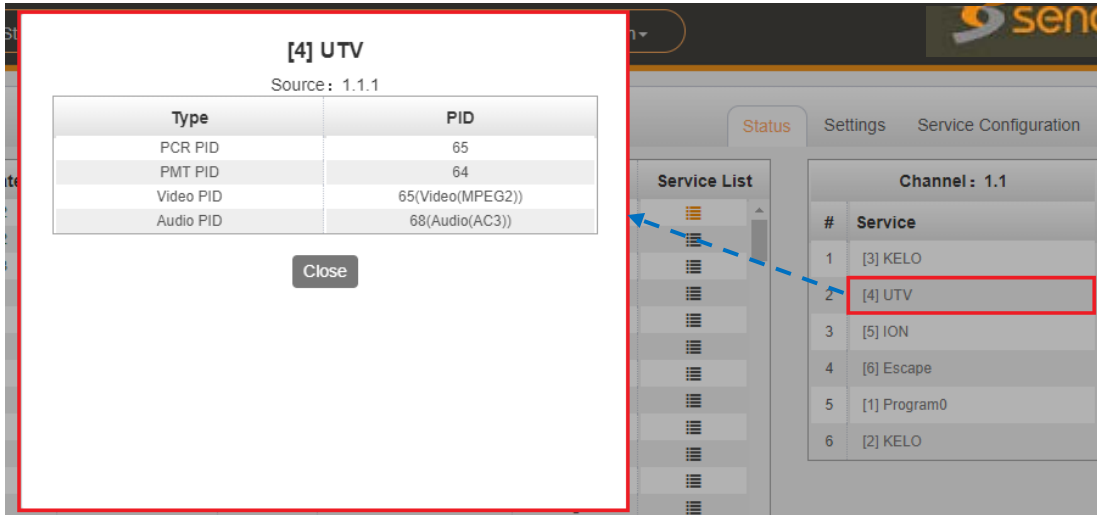 [4] UTV
Source：1.1.1
Type PID
PCR PID 65
PMT PID 64
Video PID 65(Video(MPEG2))
Audio PID 68(Audio(AC3))
Close
Status Settings Service Configuration
Service List
Channel：1.1
# Service
1 [3] KELO
2 [4] UTV
3 [5] ION
4 [6] Escape
5 [1] Program0
6 [2] KELO